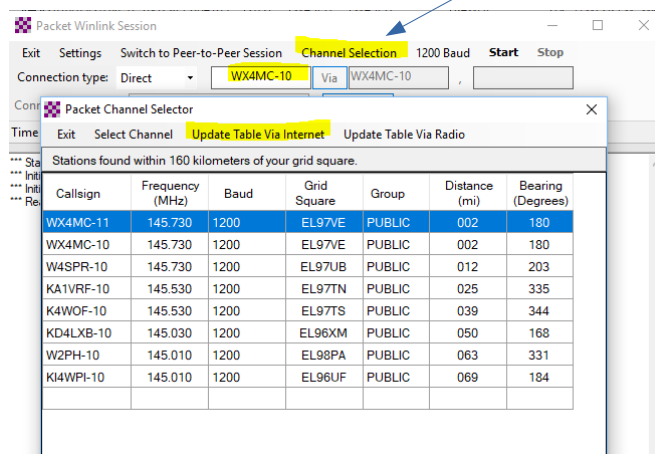 Packet Winlink Session
Exit Settings Switch to Peer-to-Peer Session Channel Selection 1200 Baud Start Stop
Connection type: Direct WX4MC-10 Via WX4MC-10 ,
Conr
Packet Channel Selector
Time
Exit Select Channel Update Table Via Internet Update Table Via Radio
*** Sta
Stations found within 160 kilometers of your grid square.
*** Initi
*** Initi
*** Re
Callsign Frequency (MHz) Baud Grid Square Group Distance (mi) Bearing (Degrees)
WX4MC-11 145.730 1200 EL97VE PUBLIC 002 180
WX4MC-10 145.730 1200 EL97VE PUBLIC 002 180
W4SPR-10 145.730 1200 EL97UB PUBLIC 012 203
KA1VRF-10 145.530 1200 EL97TN PUBLIC 025 335
K4WOF-10 145.530 1200 EL97TS PUBLIC 039 344
KD4LXB-10 145.030 1200 EL96XM PUBLIC 050 168
W2PH-10 145.010 1200 EL98PA PUBLIC 063 331
KI4WPI-10 145.010 1200 EL96UF PUBLIC 069 184